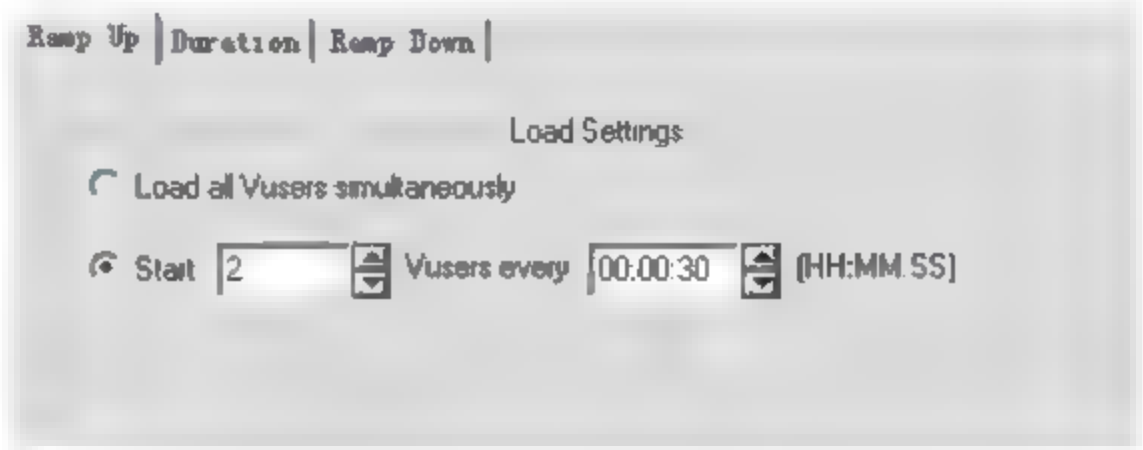 Ramp Up Duration Ramp Down
Load Settings
Load all Vusers simultaneously
Start 2 Vusers every 00:00:30 (HH:MM:SS)